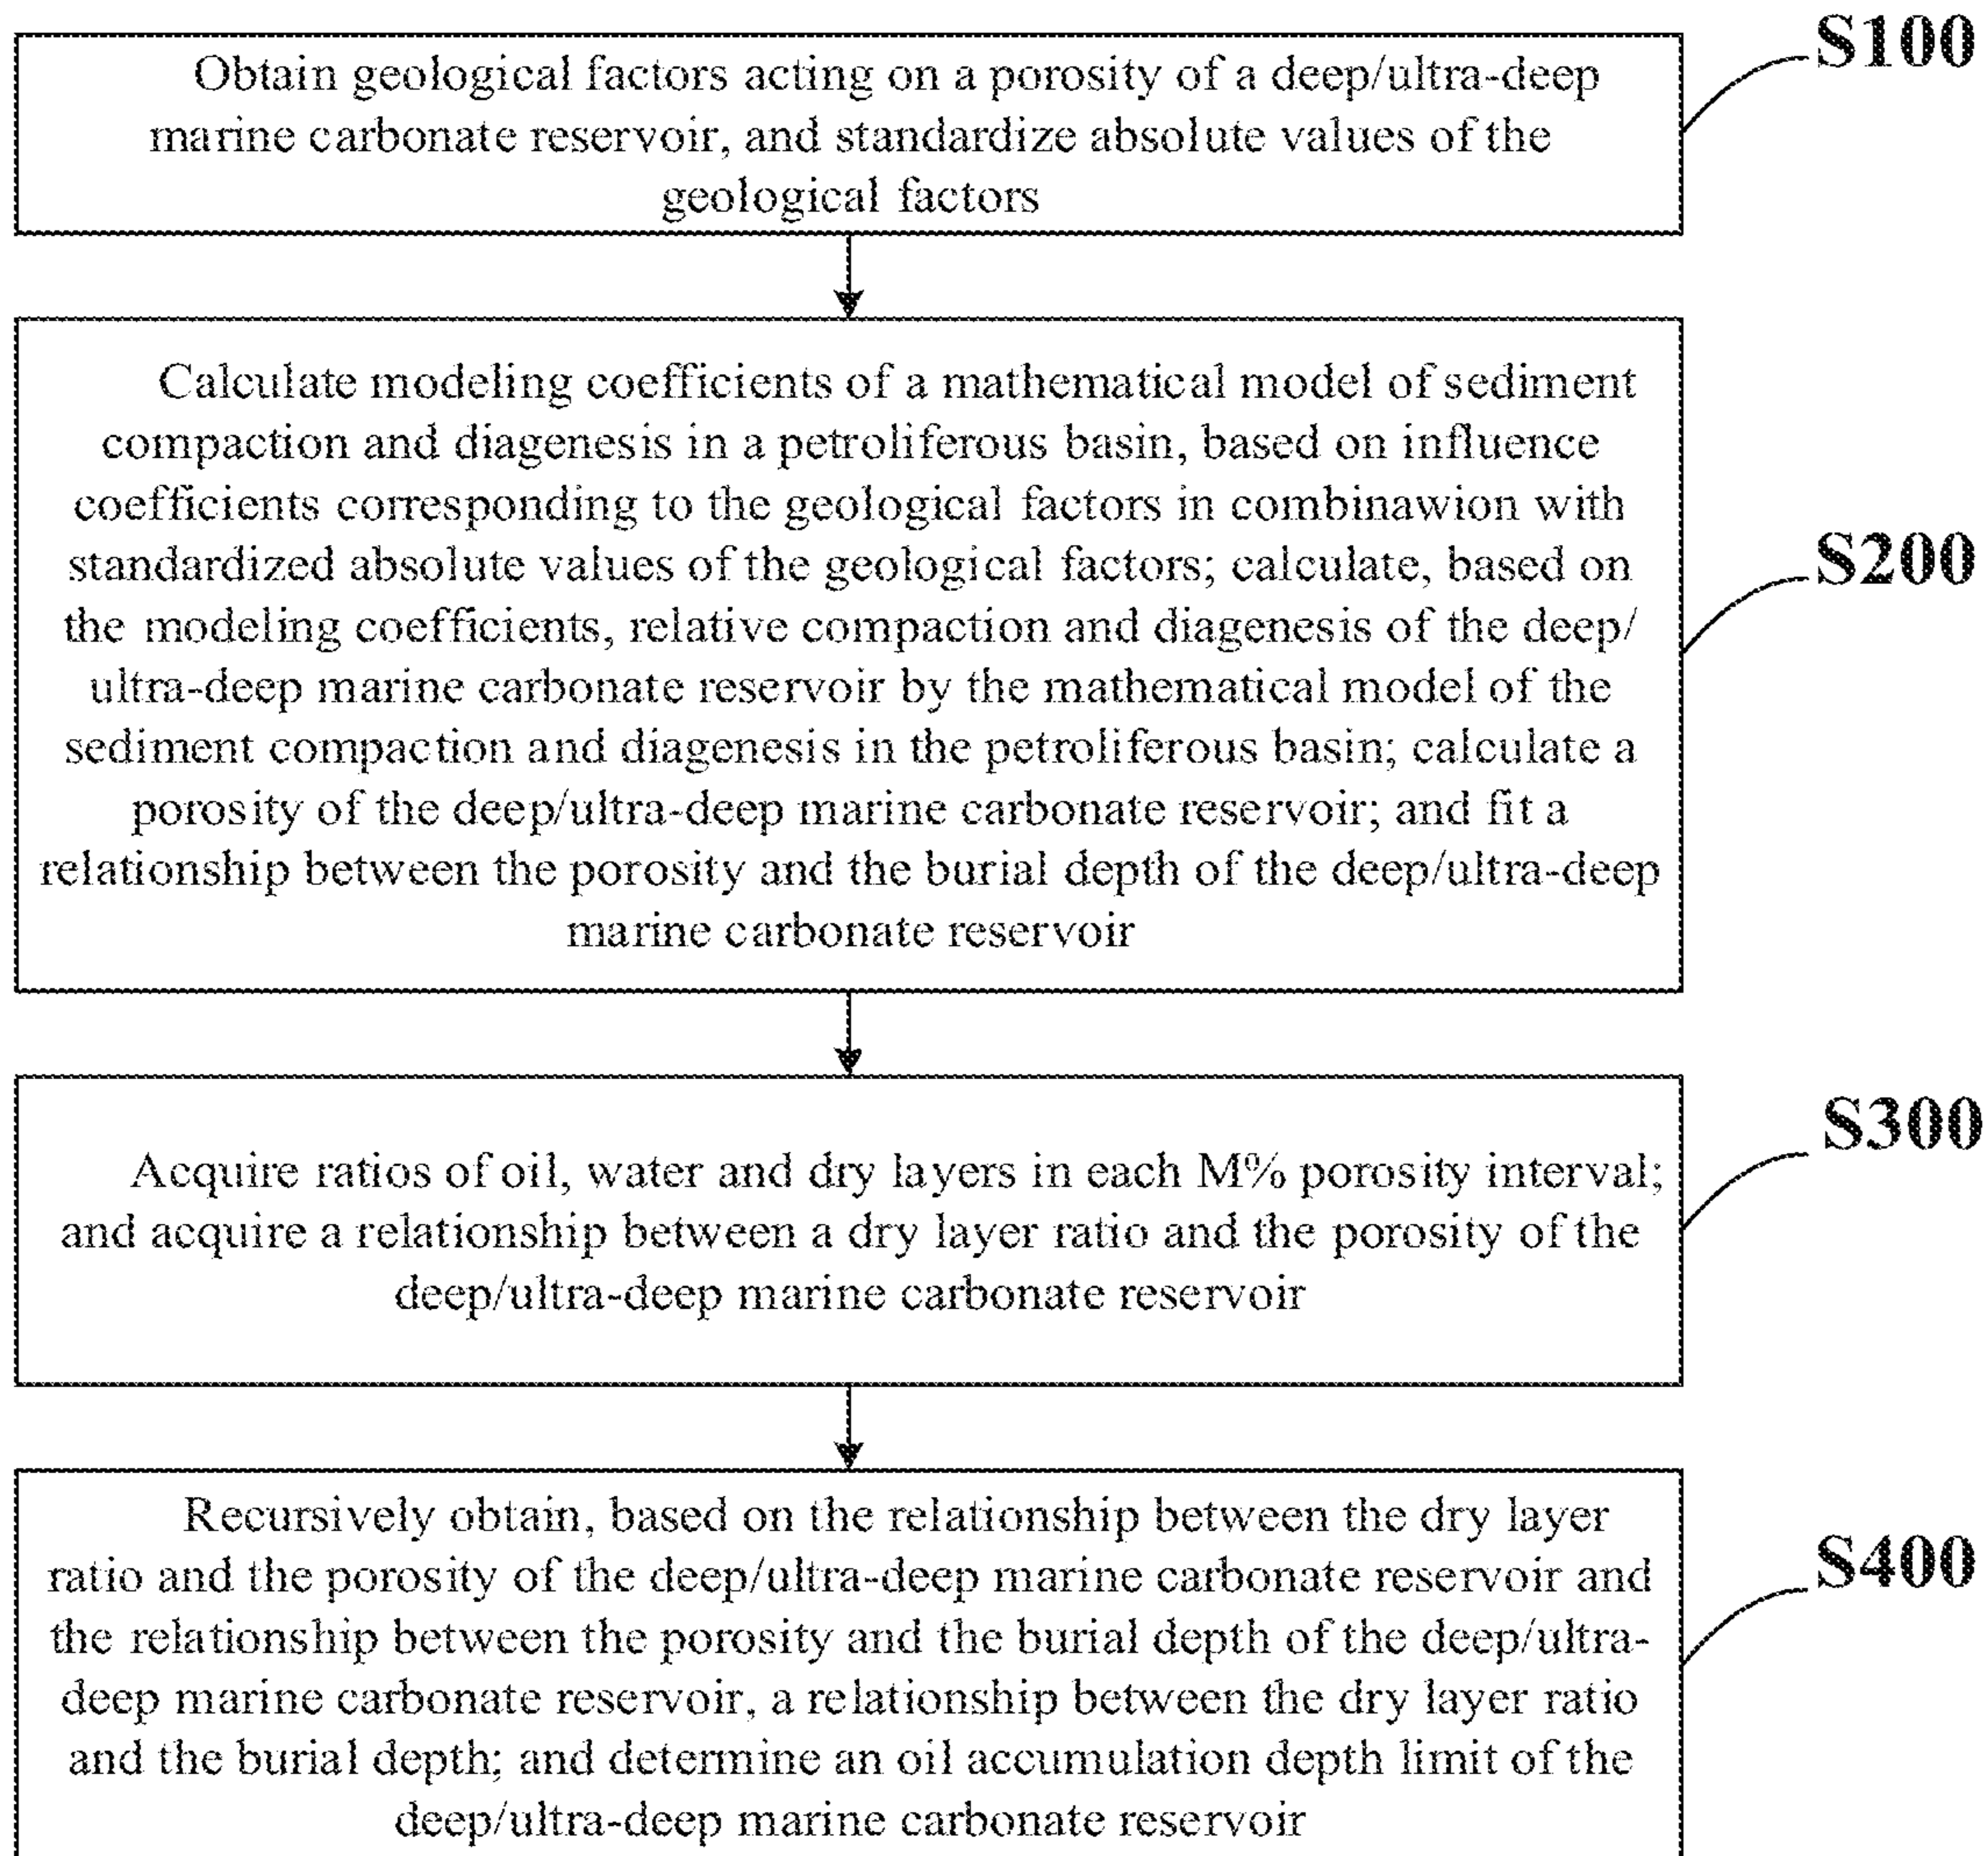 S100
Obtain geological factors acting on a porosity of a deep/ultra-deep
marine carbonate reservoir, and standardize absolute values of the
geological factors
Calculate modeling coefficients of a mathematical model of sediment
compaction and diagenesis in a petroliferous basin, based on influence
coefficients corresponding to the geological factors in combinawion with
standardized absolute values of the geological factors; calculate, based on
the modeling coefficients, relative compaction and diagenesis of the deep/
ultra-deep marine carbonate reservoir by the mathematical model of the
sediment compaction and diagenesis in the petroliferous basin; calculate a
porosity of the deep/ultra-deep marine carbonate reservoir; and fit a
relationship between the porosity and the burial depth of the deep/ultra-deep
marine carbonate reservoir
S200
Acquire ratios of oil, water and dry layers in each M% porosity interval;
and acquire a relationship between a dry layer ratio and the porosity of the
deep/ultra-deep marine carbonate reservoir
S300
Recursively obtain, based on the relationship between the dry layer
ratio and the porosity of the deep/ultra-deep marine carbonate reservoir and
the relationship between the porosity and the burial depth of the deep/ultra-
deep marine carbonate reservoir, a relationship between the dry layer ratio
and the burial depth; and determine an oil accumulation depth limit of the
deep/ultra-deep marine carbonate reservoir
S400